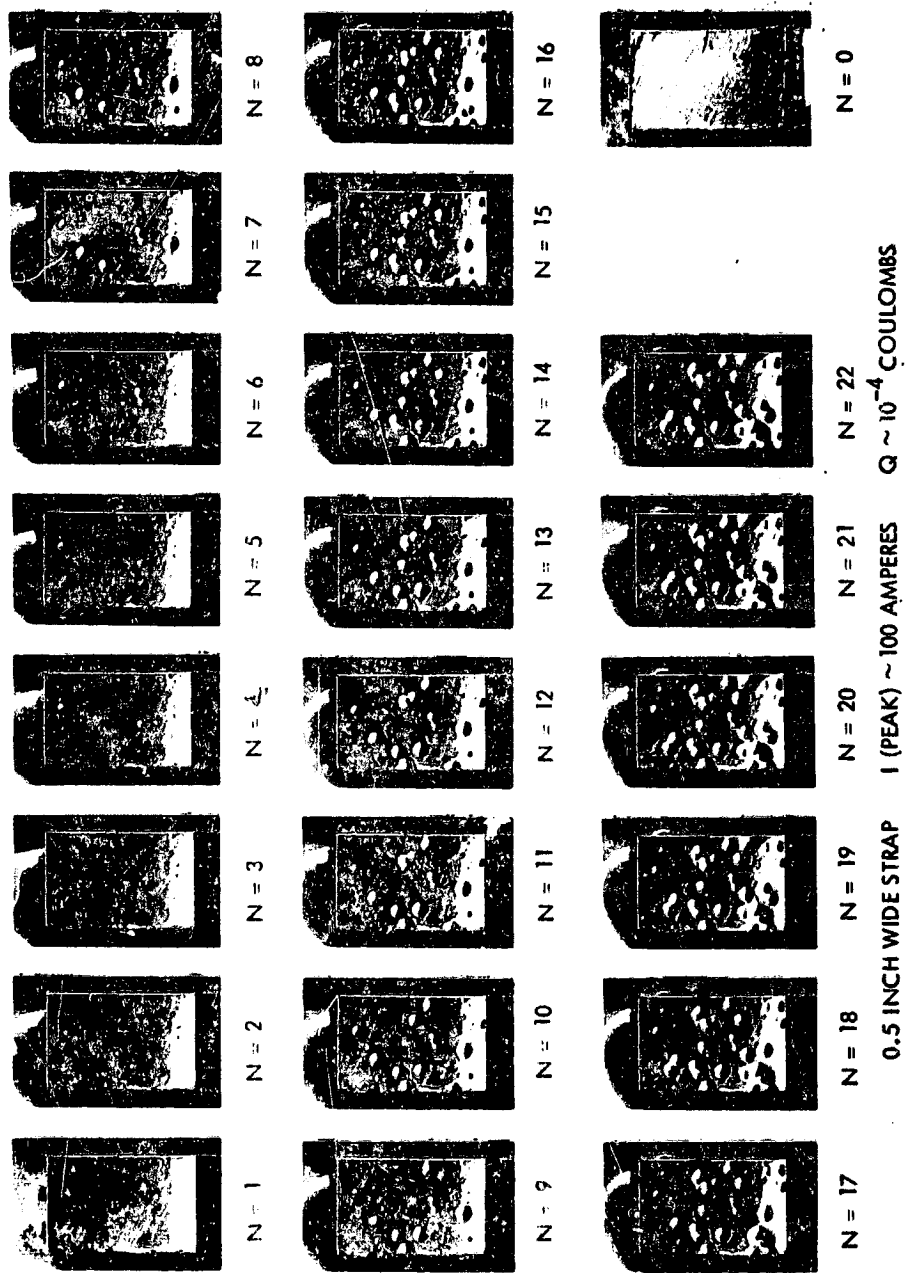 N = 1
N = 2
N = 3
N = 4
N = 5
N = 6
N = 7
N = 8
N = 9
N = 10
N = 11
N = 12
N = 13
N = 14
N = 15
N = 16
N = 17
N = 18
N = 19
N = 20
N = 21
N = 22
N = 0
0.5 INCH WIDE STRAP I (PEAK) ~ 100 AMPERES Q ~ 10⁻⁴ COULOMBS